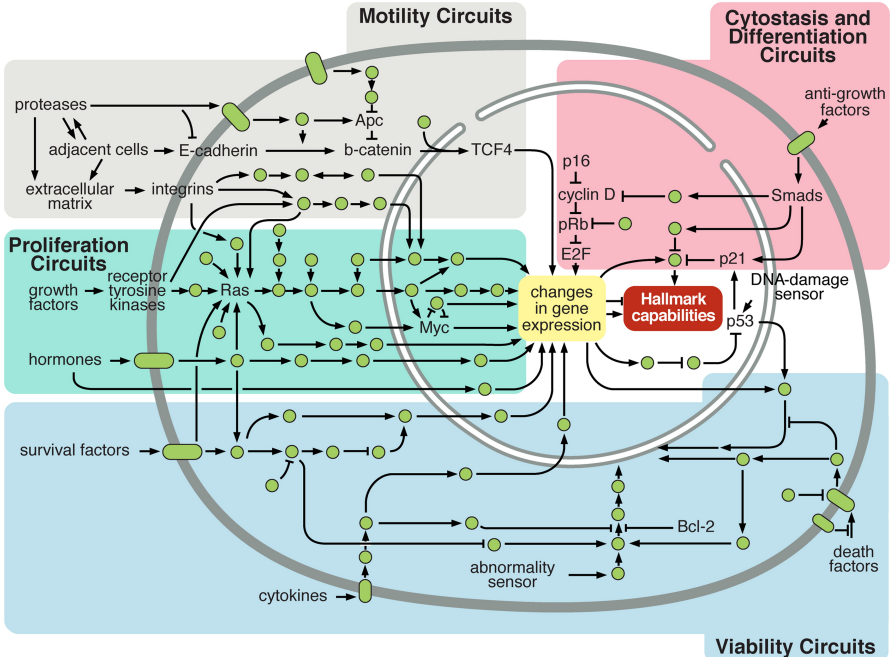 Motility Circuits
Cytostasis and
Differentiation
Circuits
proteases
adjacent cells
extracellular
matrix
E-cadherin
integrins
Apc
b-catenin
TCF4
anti-growth
factors
p16
cyclin D
pRb
E2F
Smads
p21
DNA-damage
sensor
p53
Proliferation
Circuits
growth
factors
receptor
tyrosine
kinases
Ras
Myc
hormones
changes
in gene
expression
Hallmark
capabilities
survival factors
Bcl-2
abnormality
sensor
cytokines
death
factors
Viability Circuits